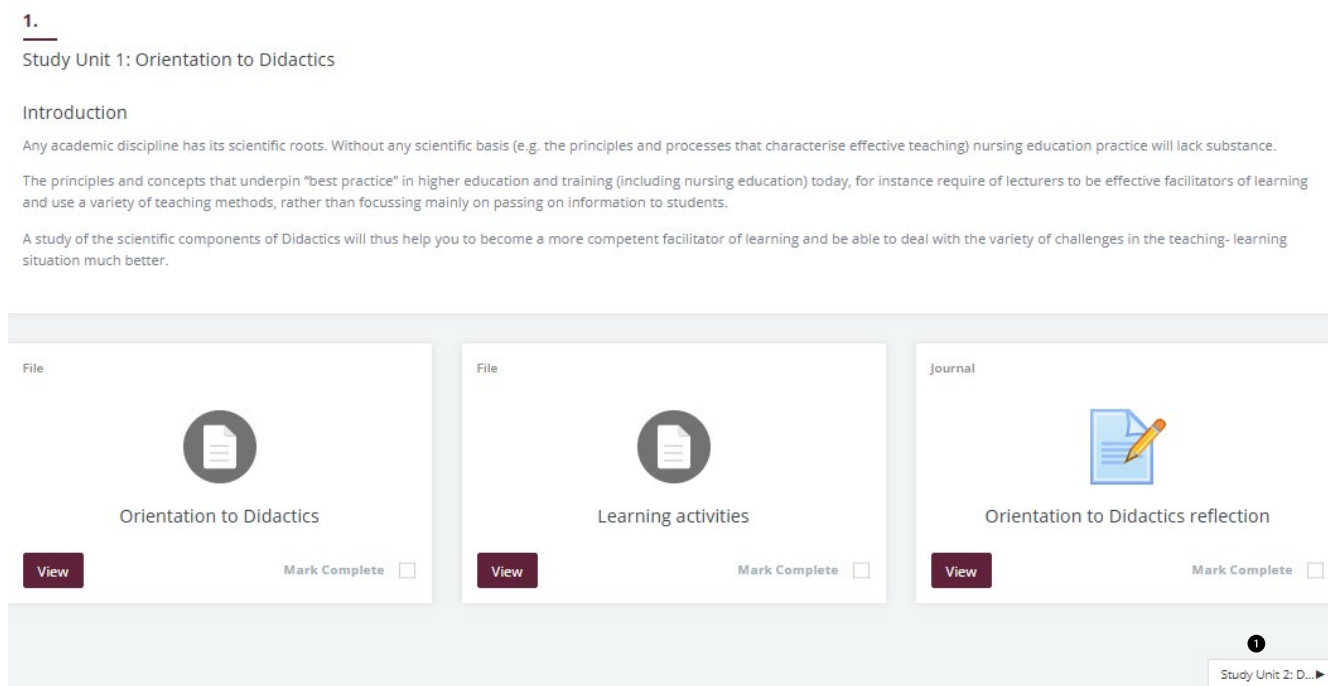 1.
Study Unit 1: Orientation to Didactics
Introduction
Any academic discipline has its scientific roots. Without any scientific basis (e.g. the principles and processes that characterise effective teaching) nursing education practice will lack substance.
The principles and concepts that underpin “best practice” in higher education and training (including nursing education) today, for instance require of lecturers to be effective facilitators of learning
and use a variety of teaching methods, rather than focussing mainly on passing on information to students.
A study of the scientific components of Didactics will thus help you to become a more competent facilitator of learning and be able to deal with the variety of challenges in the teaching- learning
situation much better.
File
Orientation to Didactics
View Mark Complete
File
Learning activities
View Mark Complete
Journal
Orientation to Didactics reflection
View Mark Complete
1
Study Unit 2: D...►